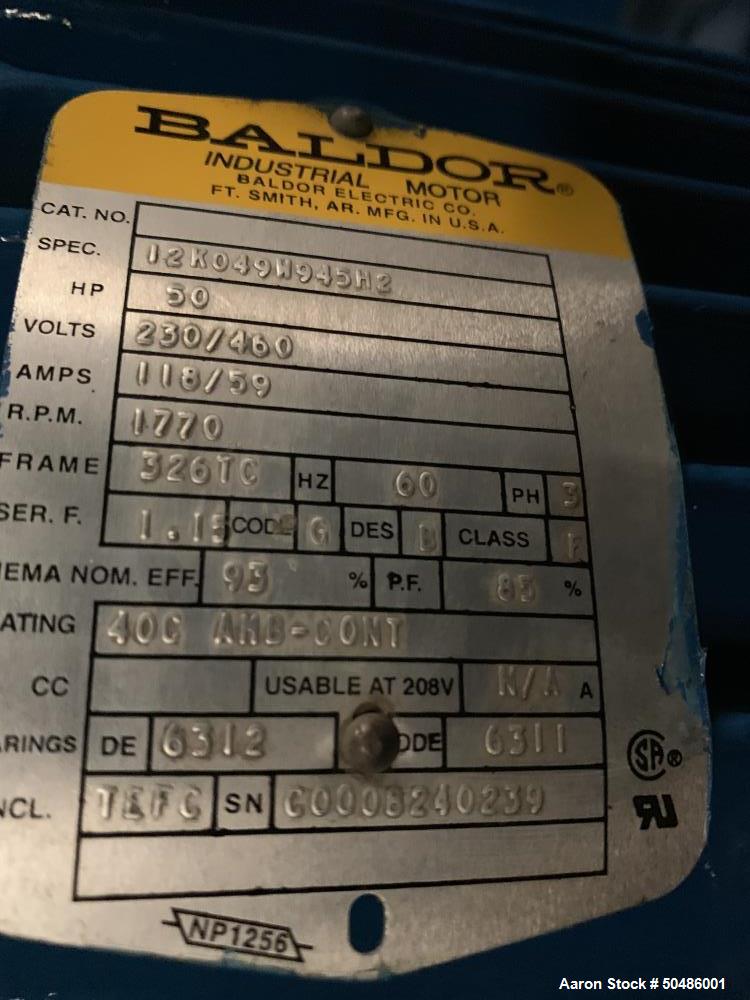 BALDOR®
INDUSTRIAL MOTOR
BALDOR ELECTRIC CO.
FT. SMITH, AR. MFG. IN U.S.A.
CAT. NO.
SPEC. 12K049W945H2
HP 50
VOLTS 230/460
AMPS 118/59
R.P.M. 1770
FRAME 326TC HZ 60 PH 3
SER. F. 1.15 CODE G DES B CLASS F
EMA NOM. EFF. 93 % P.F. 85 %
ATING 40C AMB-CONT
CC USABLE AT 208V N/A A
RINGS DE 6312 ODE 6311
NCL. TEFC SN C0008240239
SA®
NP1256
Aaron Stock # 50486001